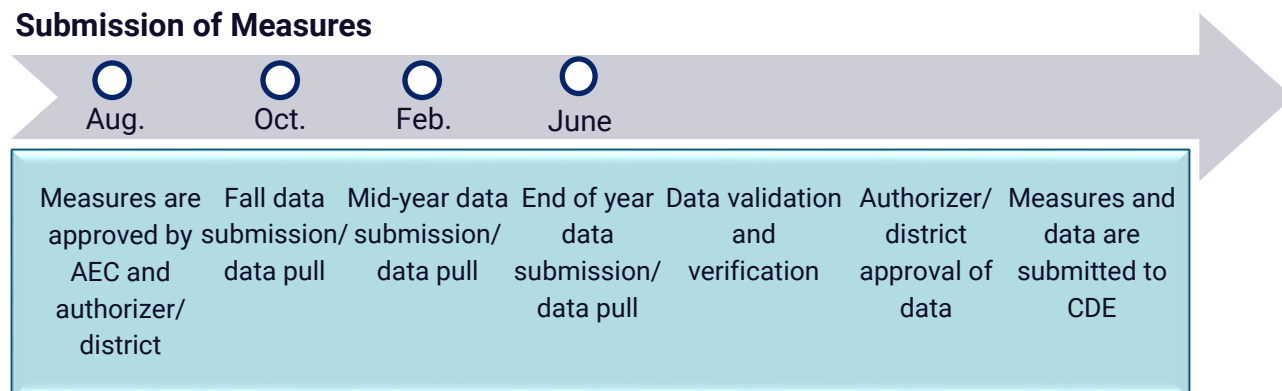 Submission of Measures
Aug.
Oct.
Feb.
June
Measures are
approved by
AEC and
authorizer/
district
Fall data
submission/
data pull
Mid-year data
submission/
data pull
End of year
data
submission/
data pull
Data validation
and
verification
Authorizer/
district
approval of
data
Measures and
data are
submitted to
CDE